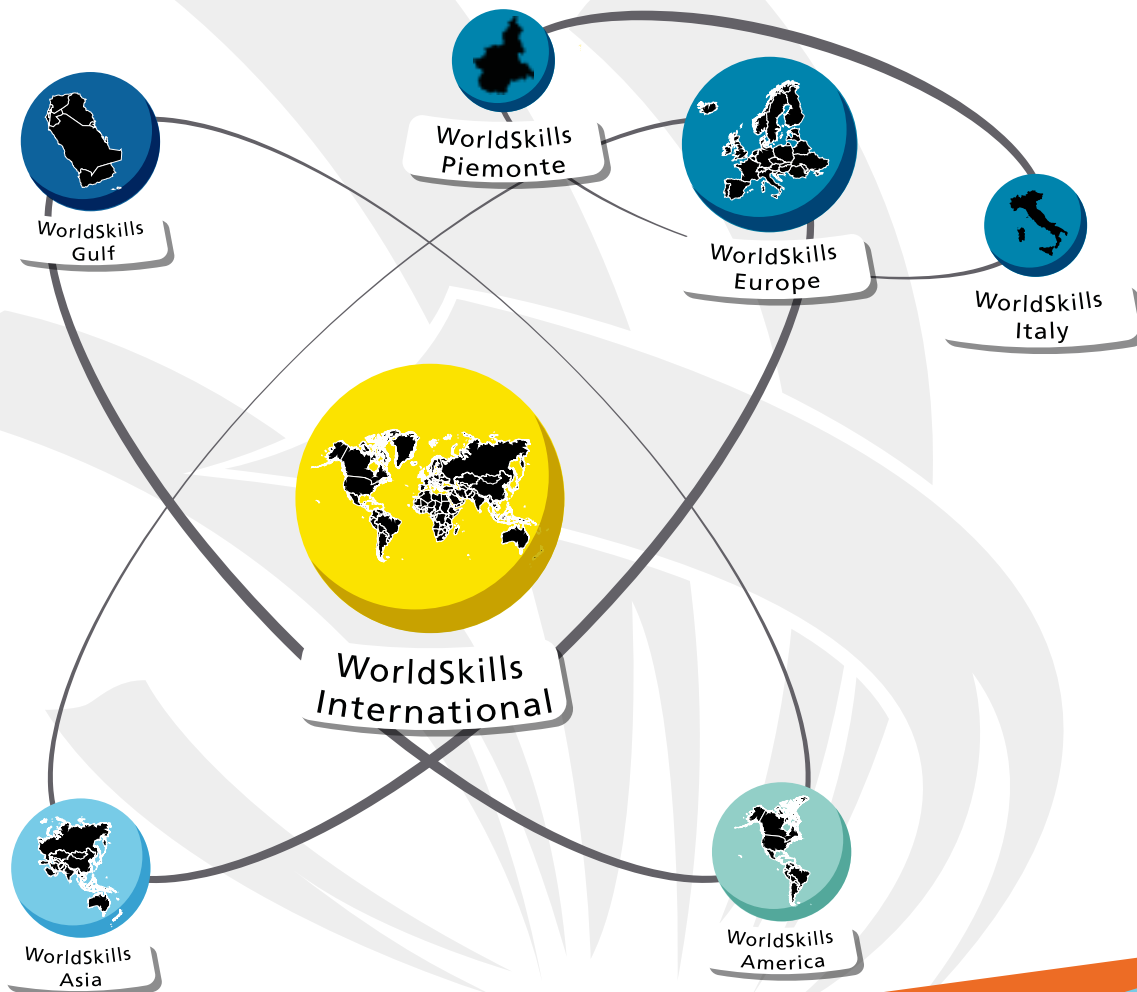 WorldSkills
Piemonte
WorldSkills
Gulf
WorldSkills
Europe
WorldSkills
Italy
WorldSkills
International
WorldSkills
Asia
WorldSkills
America